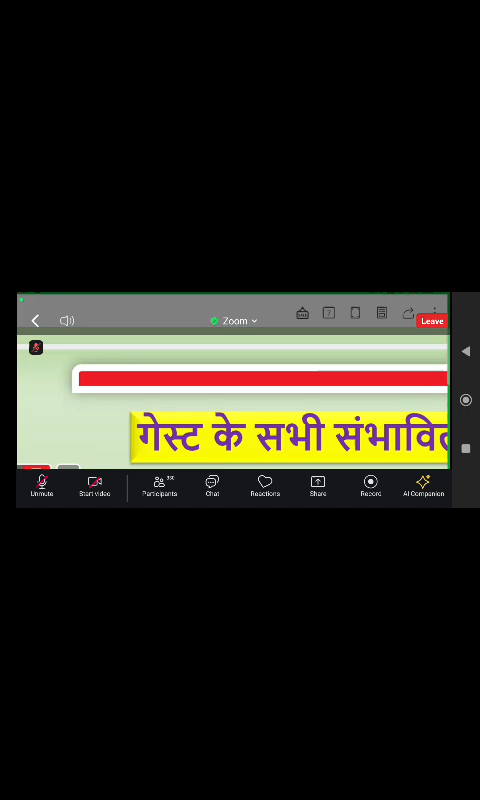 Zoom
Leave
गेस्ट के सभी
Unmute
Start video
Participants
Chat
Reactions
Share
Record
AI Companion